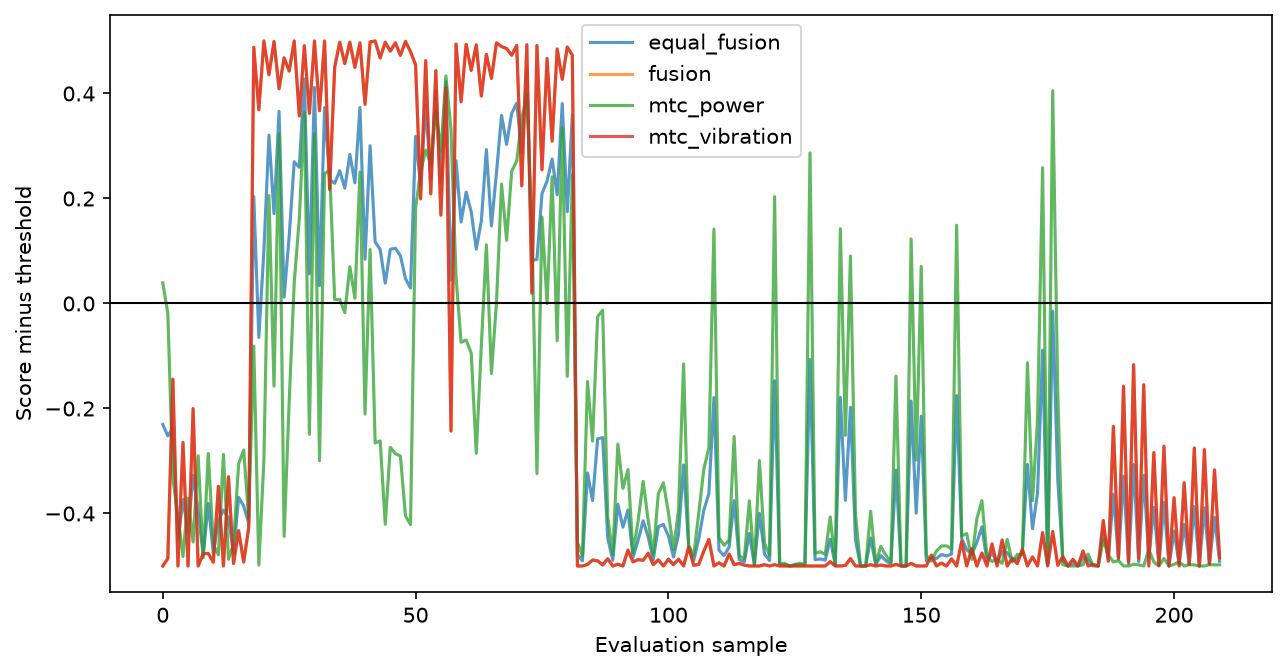 equal_fusion
fusion
mtc_power
mtc_vibration
Score minus threshold
0.4
0.2
0.0
−0.2
−0.4
0
50
100
150
200
Evaluation sample